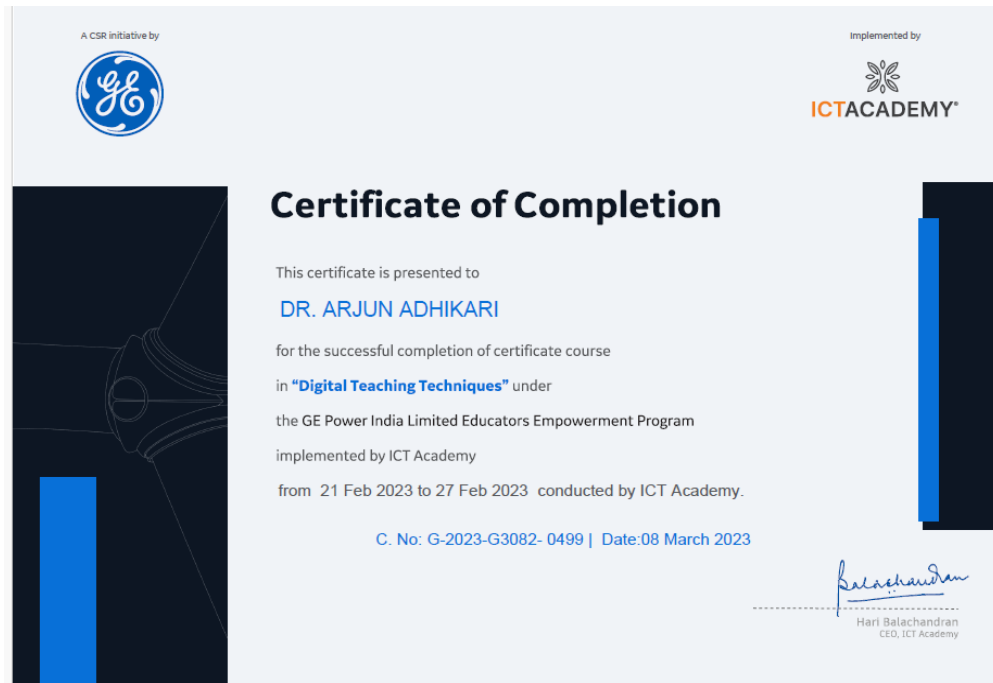 A CSR initiative by
Implemented by
GE
ICTACADEMY®
Certificate of Completion
This certificate is presented to
DR. ARJUN ADHIKARI
for the successful completion of certificate course
in “Digital Teaching Techniques” under
the GE Power India Limited Educators Empowerment Program
implemented by ICT Academy
from 21 Feb 2023 to 27 Feb 2023 conducted by ICT Academy.
C. No: G-2023-G3082- 0499 | Date:08 March 2023
Balachandran
Hari Balachandran
CEO, ICT Academy